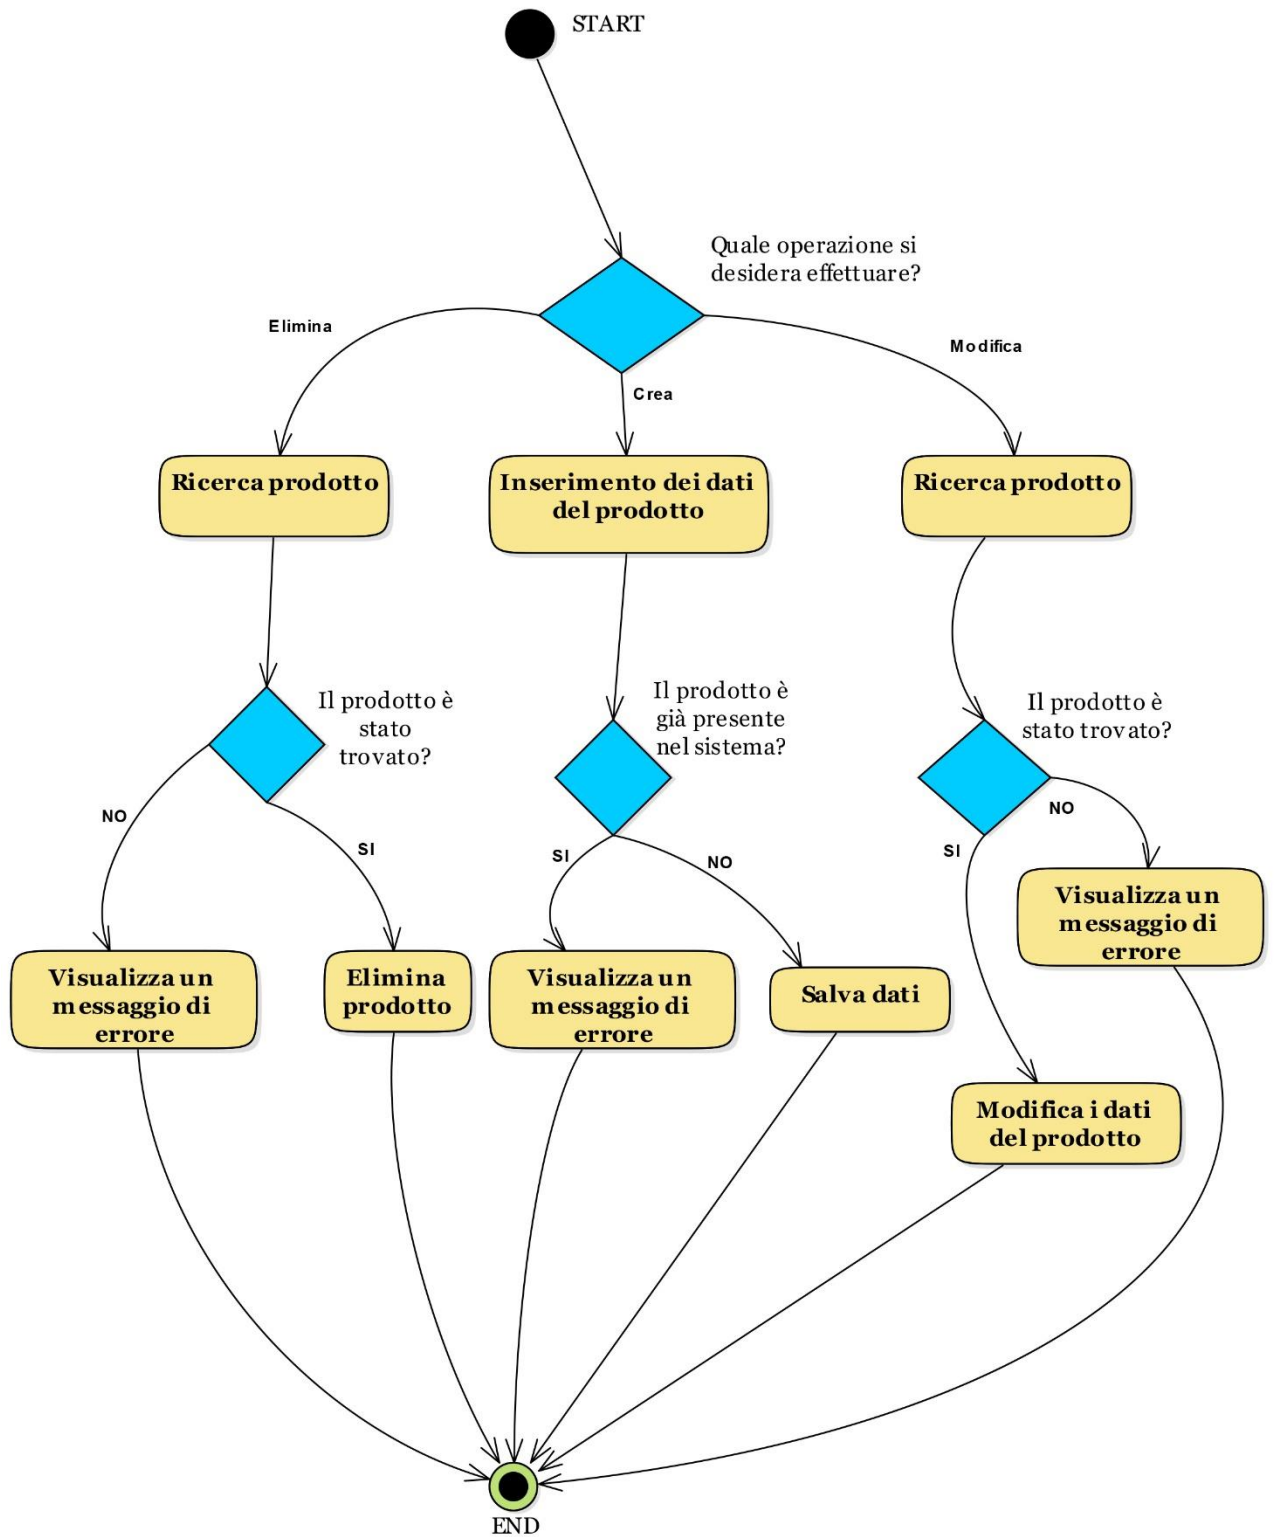 START
Quale operazione si
desidera effettuare?
Elimina
Modifica
Crea
Ricerca prodotto
Inserimento dei dati
del prodotto
Ricerca prodotto
Il prodotto è
stato
trovato?
Il prodotto è
già presente
nel sistema?
Il prodotto è
stato trovato?
NO
SI
SI
NO
SI
NO
Visualizza un
messaggio di
errore
Elimina
prodotto
Visualizza un
messaggio di
errore
Salva dati
Visualizza un
messaggio di
errore
Modifica i dati
del prodotto
END